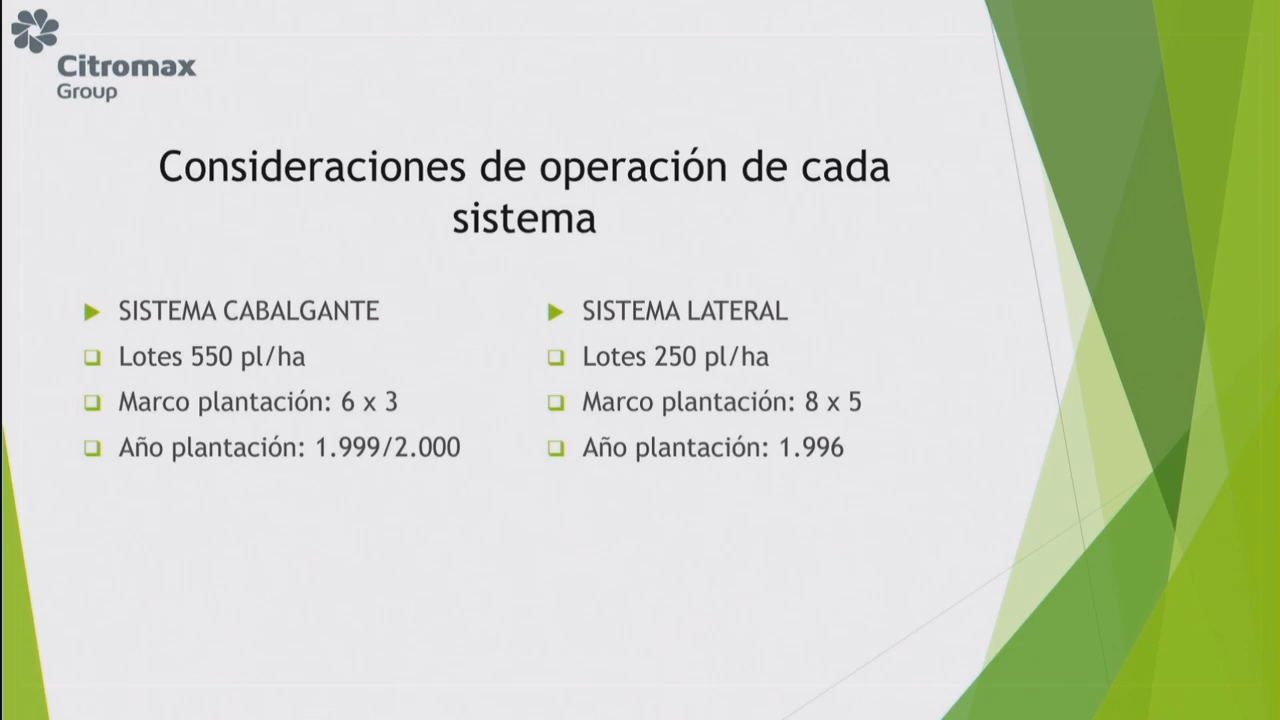 Citromax
Group
Consideraciones de operación de cada
sistema
SISTEMA CABALGANTE
Lotes 550 pl/ha
Marco plantación: 6 x 3
Año plantación: 1.999/2.000
SISTEMA LATERAL
Lotes 250 pl/ha
Marco plantación: 8 x 5
Año plantación: 1.996